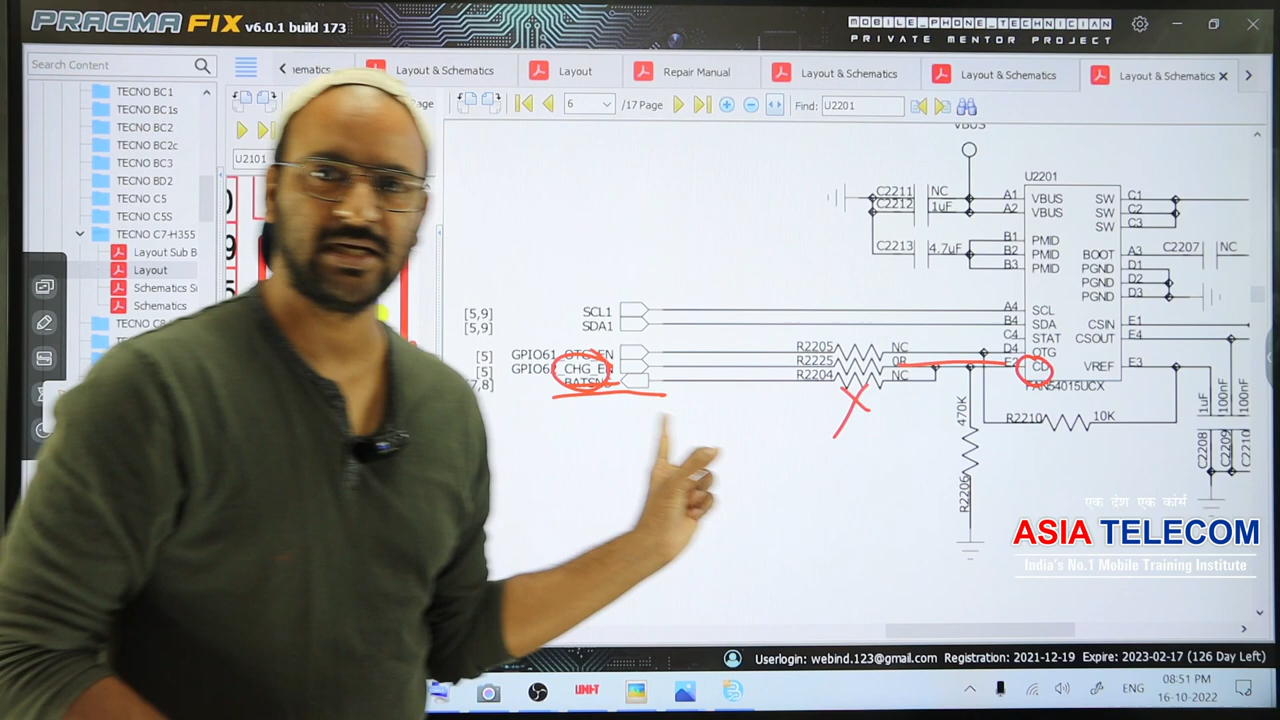 PRAGMA FIX v6.0.1 build 173
MOBILE_PHONE_TECHNICIAN
PRIVATE MENTOR PROJECT
Search Content
Layout & Schematics
Layout
Repair Manual
Layout & Schematics
Layout & Schematics
Layout & Schematics
6
/17 Page
Find:
U2201
U2101
TECNO BC1
TECNO BC1s
TECNO BC2
TECNO BC2c
TECNO BC3
TECNO BD2
TECNO C5
TECNO C5S
TECNO C7-H355
Layout Sub B
Layout
Schematics
Schematics
VBUS
U2201
C2211 NC
C2212 1uF
C2213 4.7uF
A1 VBUS SW C1
A2 VBUS SW C2
SW C3
B1 PMID
B2 PMID BOOT A3 C2207 NC
B3 PMID PGND D1
PGND D2
PGND D3
[5,9] SCL1 A4 SCL
[5,9] SDA1 B4 SDA CSIN E1
C4 STAT CSOUT E4
[5] GPIO61_OTG_EN R2205 NC D4 OTG
[5] CHG_EN R2225 0R E2 CD VREF E3
R2204 NC
FAN54015UCX
470K
R2206
R2210 10K
1uF
100nF
100nF
C2208
C2209
C2210
एक देश एक कोर्स
ASIA TELECOM
India's No.1 Mobile Training Institute
Userlogin: webind.123@gmail.com Registration: 2021-12-19 Expire: 2023-02-17 (126 Day Left)
UNI-T
ENG
08:51 PM
16-10-2022